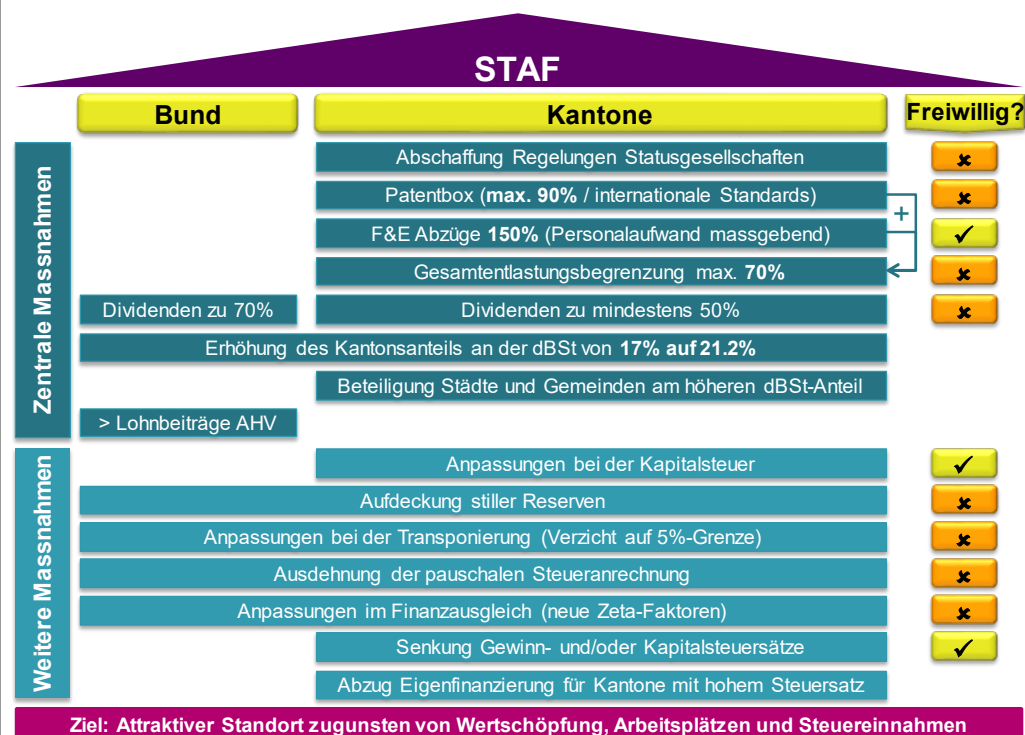 STAF
Bund
Kantone
Freiwillig?
Zentrale Massnahmen
Abschaffung Regelungen Statusgesellschaften
Patentbox (max. 90% / internationale Standards)
+
F&E Abzüge 150% (Personalaufwand massgebend)
Gesamtentlastungsbegrenzung max. 70%
Dividenden zu 70%
Dividenden zu mindestens 50%
Erhöhung des Kantonsanteils an der dBSt von 17% auf 21.2%
Beteiligung Städte und Gemeinden am höheren dBSt-Anteil
> Lohnbeiträge AHV
Weitere Massnahmen
Anpassungen bei der Kapitalsteuer
Aufdeckung stiller Reserven
Anpassungen bei der Transponierung (Verzicht auf 5%-Grenze)
Ausdehnung der pauschalen Steueranrechnung
Anpassungen im Finanzausgleich (neue Zeta-Faktoren)
Senkung Gewinn- und/oder Kapitalsteuersätze
Abzug Eigenfinanzierung für Kantone mit hohem Steuersatz
Ziel: Attraktiver Standort zugunsten von Wertschöpfung, Arbeitsplätzen und Steuereinnahmen